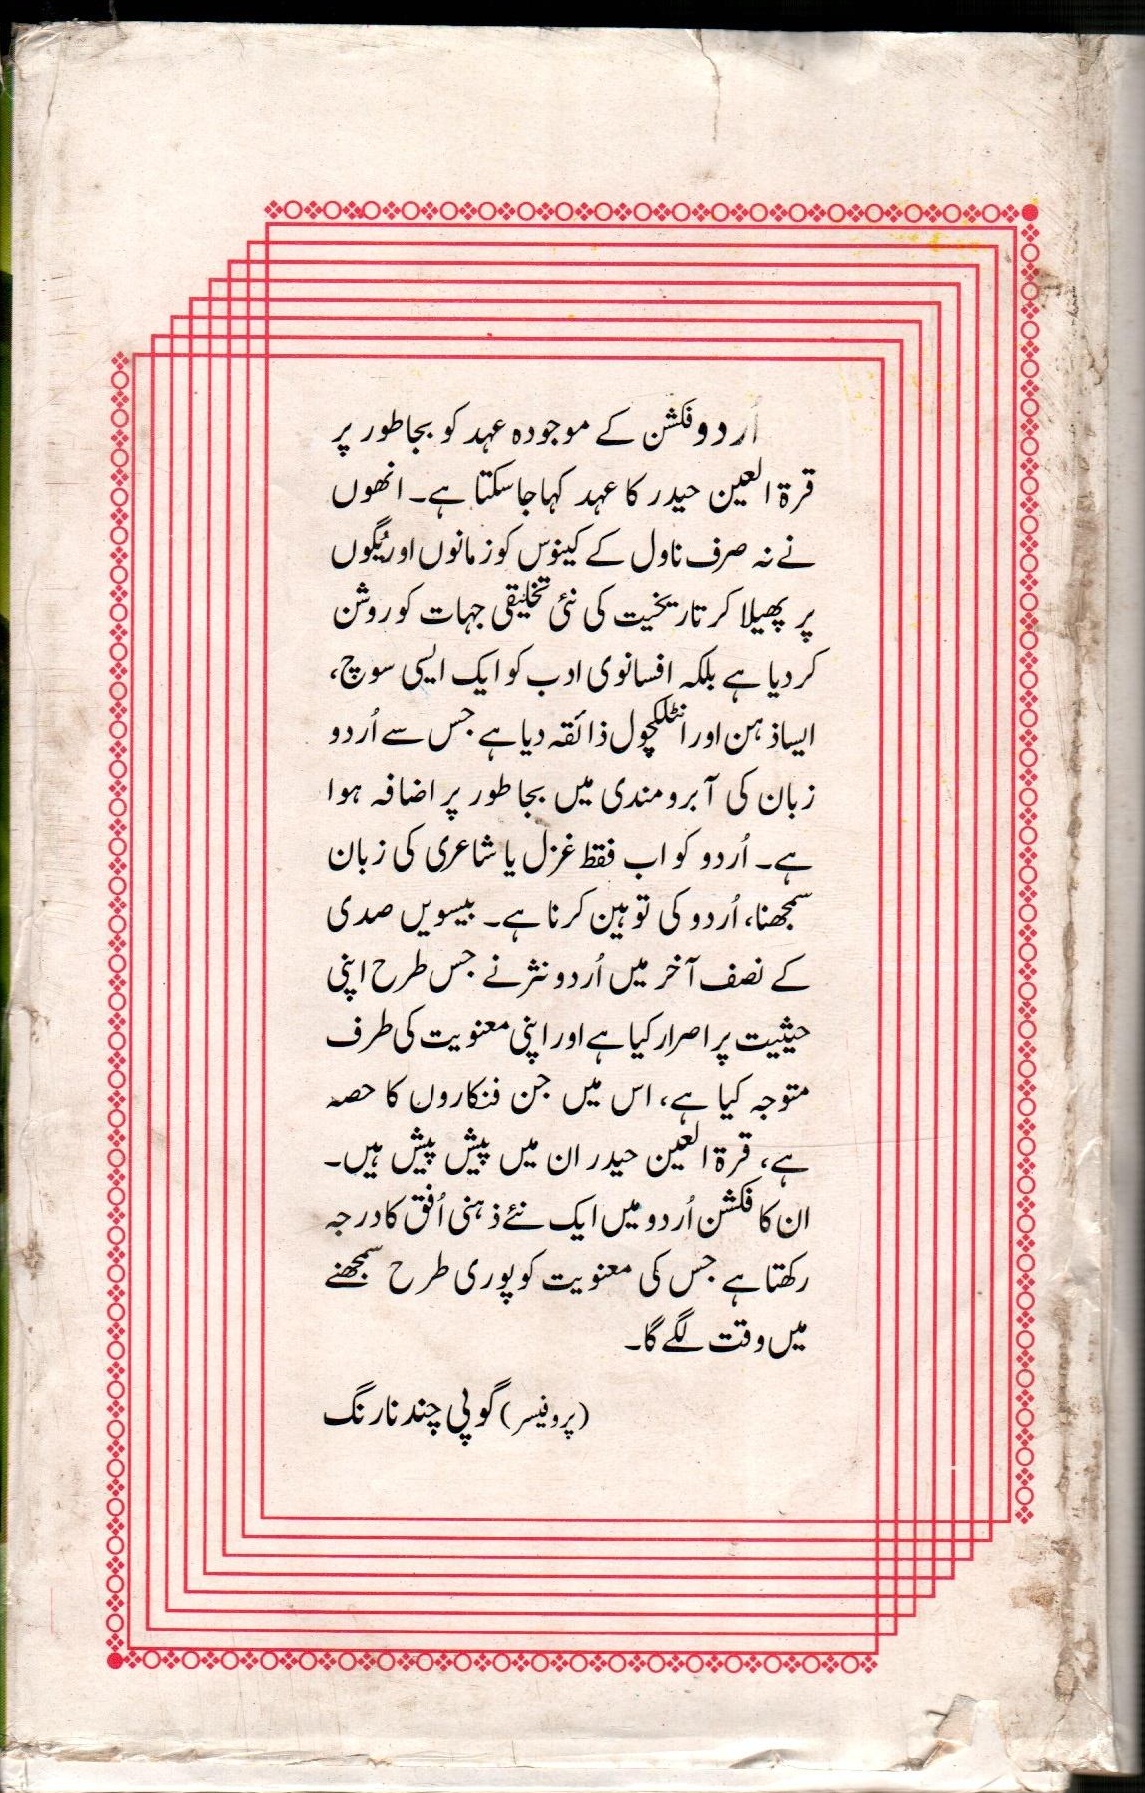 اُردو فکشن کے موجودہ عہد کو بجا طور پر
قرۃ العین حیدر کا عہد کہا جا سکتا ہے۔ انھوں
نے نہ صرف ناول کے کینوس کو زمانوں اور یُگوں
پر پھیلا کر تاریخیت کی نئی تخلیقی جہات کو روشن
کر دیا ہے بلکہ افسانوی ادب کو ایک ایسی سوچ،
ایسا ذہن اور انٹلکچول ذائقہ دیا ہے جس سے اُردو
زبان کی آبرومندی میں بجا طور پر اضافہ ہوا
ہے۔ اُردو کو اب فقط غزل یا شاعری کی زبان
سمجھنا، اُردو کی توہین کرنا ہے۔ بیسویں صدی
کے نصف آخر میں اُردو نثر نے جس طرح اپنی
حیثیت پر اصرار کیا ہے اور اپنی معنویت کی طرف
متوجہ کیا ہے، اس میں جن فنکاروں کا حصہ
ہے، قرۃ العین حیدر ان میں پیش پیش ہیں۔
ان کا فکشن اُردو میں ایک نئے ذہنی اُفق کا درجہ
رکھتا ہے جس کی معنویت کو پوری طرح سمجھنے
میں وقت لگے گا۔
(پروفیسر) گوپی چند نارنگ